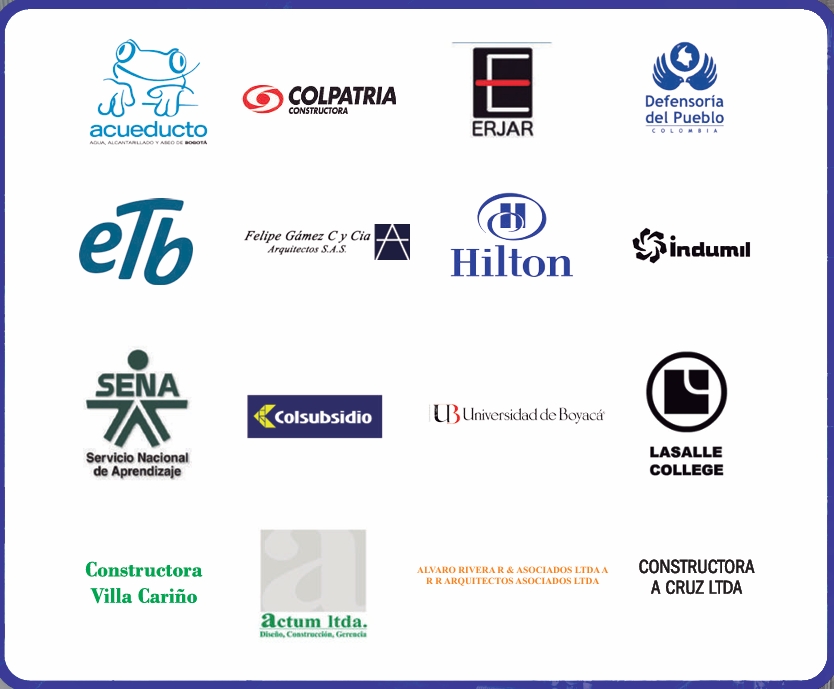 acueducto
AGUA, ALCANTARILLADO Y ASEO DE BOGOTÁ
COLPATRIA
CONSTRUCTORA
ERJAR
Defensoría
del Pueblo
COLOMBIA
eTb
Felipe Gámez C y Cia
Arquitectos S.A.S.
Hilton
indumil
SENA
Servicio Nacional
de Aprendizaje
Colsubsidio
UB Universidad de Boyacá
LASALLE
COLLEGE
Constructora
Villa Cariño
a
actum ltda.
Diseño, Construcción, Gerencia
ALVARO RIVERA R & ASOCIADOS LTDA A
R R ARQUITECTOS ASOCIADOS LTDA
CONSTRUCTORA
A CRUZ LTDA